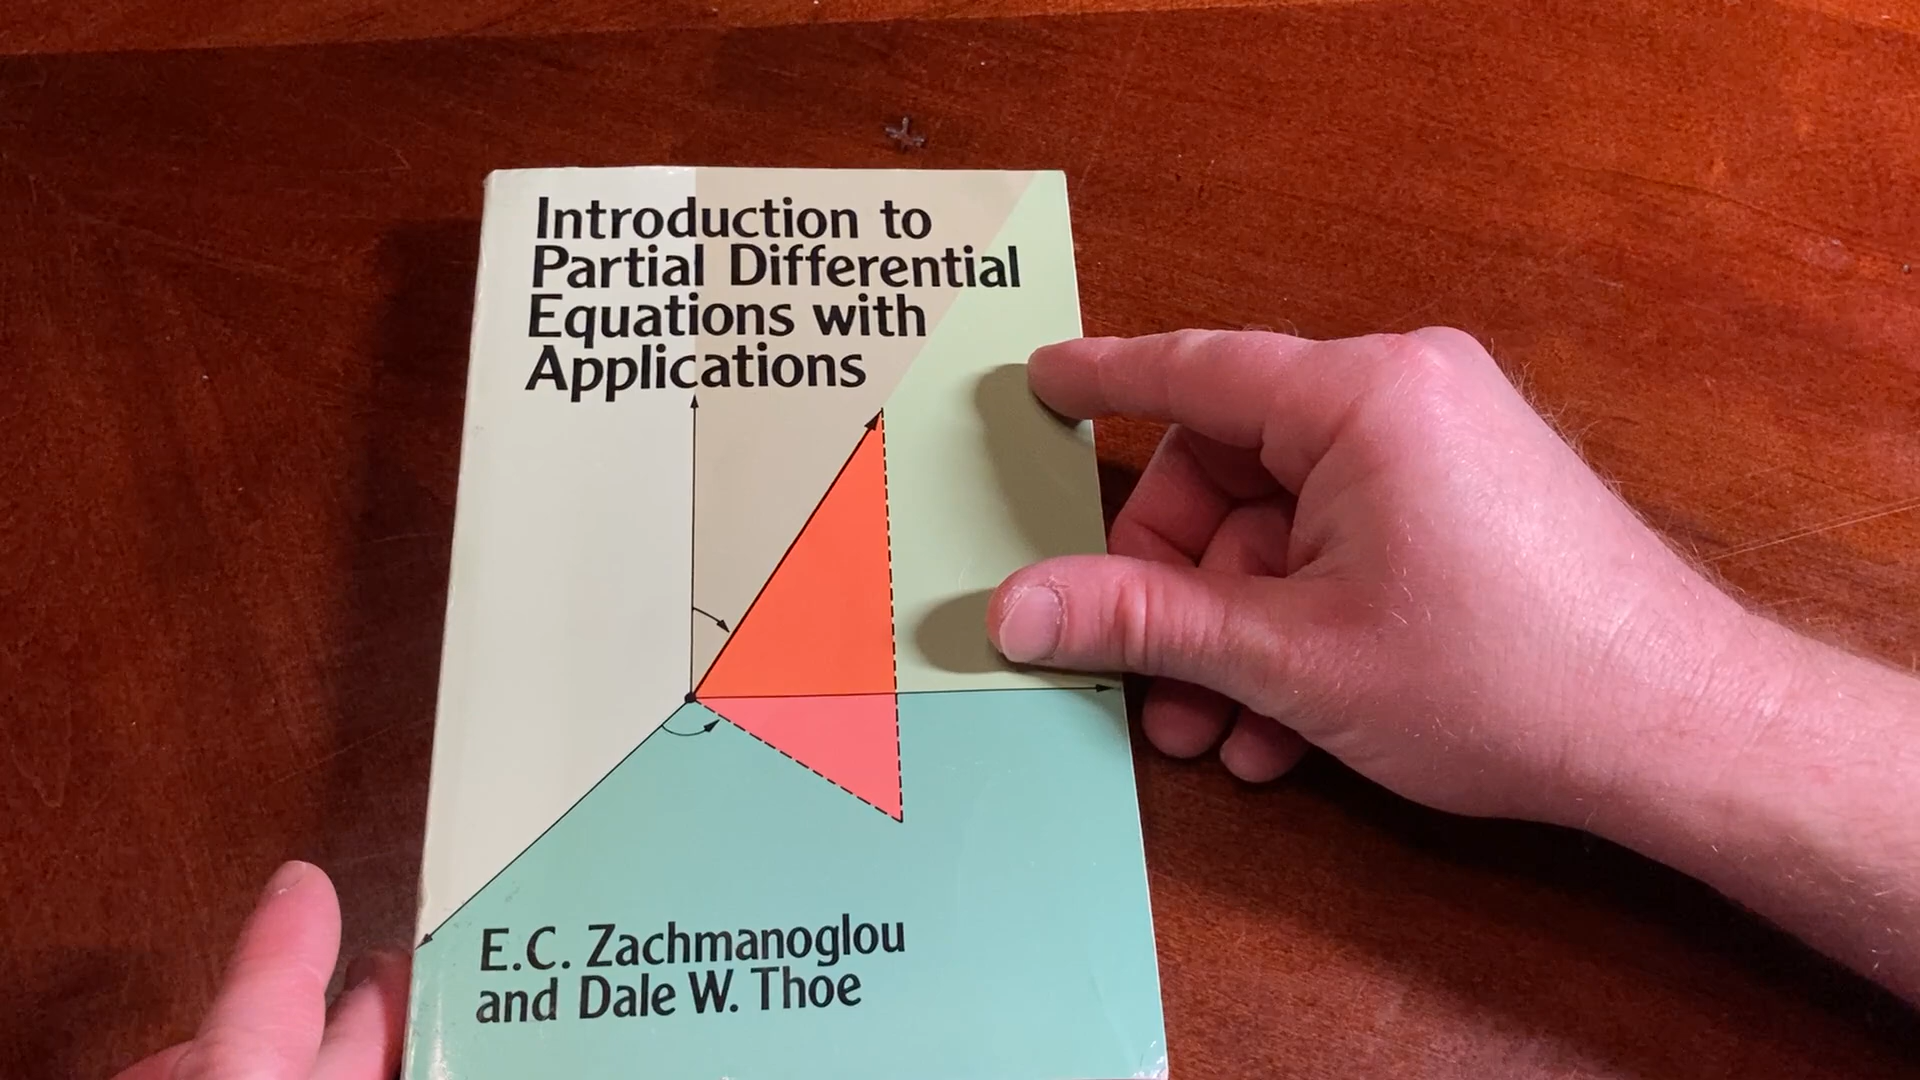 Introduction to
Partial Differential
Equations with
Applications
E.C. Zachmanoglou
and Dale W. Thoe